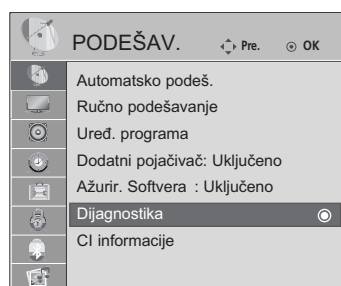 PODEŠAV. Pre. OK
Automatsko podeš.
Ručno podešavanje
Uređ. programa
Dodatni pojačivač: Uključeno
Ažurir. Softvera : Uključeno
Dijagnostika
CI informacije